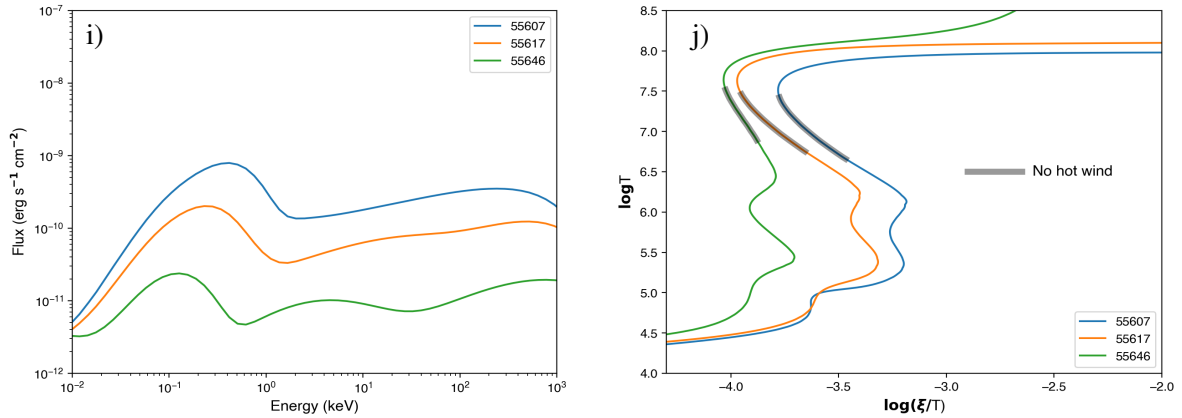 i)
55607
55617
55646
10⁻⁷
10⁻⁸
10⁻⁹
10⁻¹⁰
10⁻¹¹
10⁻¹²
Flux (erg s⁻¹ cm⁻²)
10⁻² 10⁻¹ 10⁰ 10¹ 10² 10³
Energy (keV)
j)
8.5
8.0
7.5
7.0
6.5
6.0
5.5
5.0
4.5
4.0
logT
No hot wind
55607
55617
55646
−4.0 −3.5 −3.0 −2.5 −2.0
log(ξ/T)